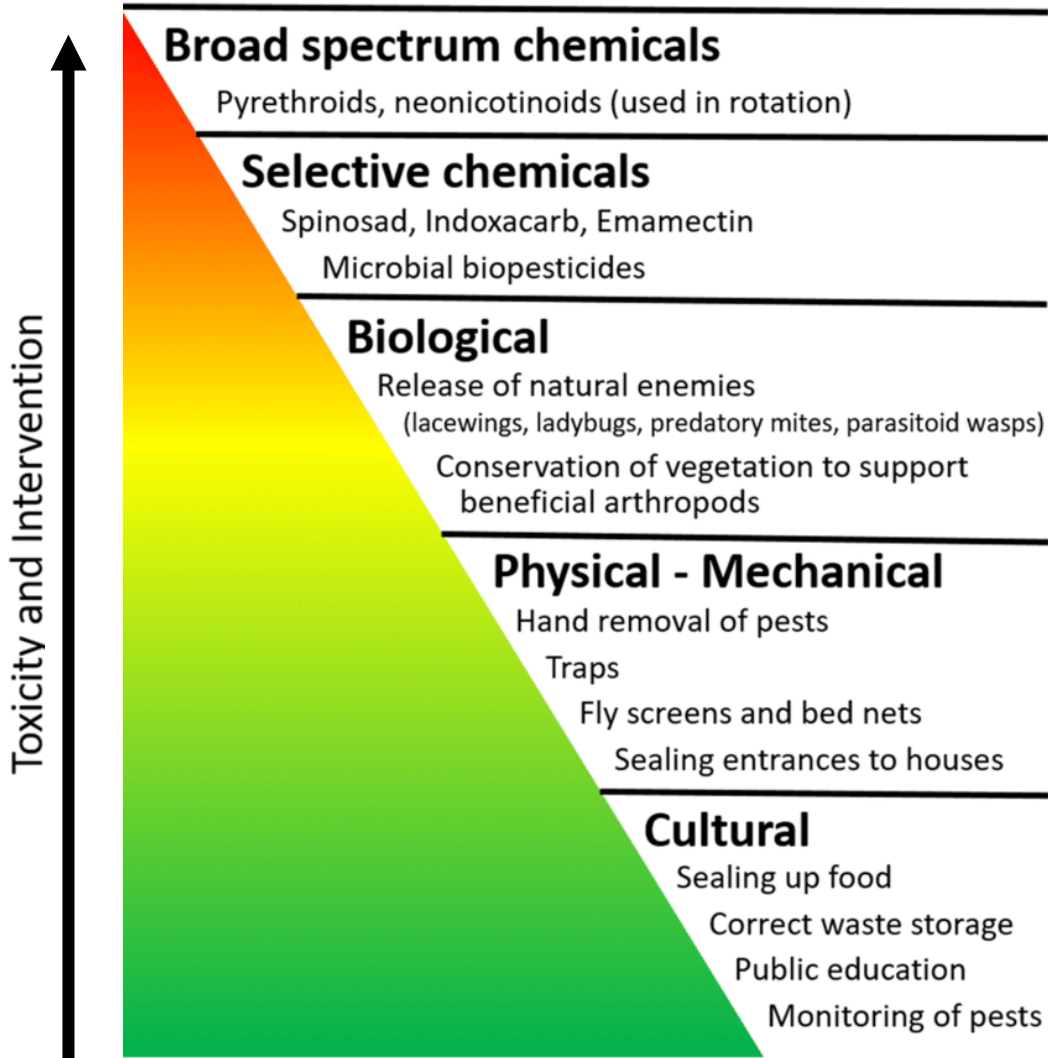 Broad spectrum chemicals
Pyrethroids, neonicotinoids (used in rotation)
Selective chemicals
Spinosad, Indoxacarb, Emamectin
Microbial biopesticides
Biological
Release of natural enemies
(lacewings, ladybugs, predatory mites, parasitoid wasps)
Conservation of vegetation to support
beneficial arthropods
Physical - Mechanical
Hand removal of pests
Traps
Fly screens and bed nets
Sealing entrances to houses
Cultural
Sealing up food
Correct waste storage
Public education
Monitoring of pests
Toxicity and Intervention